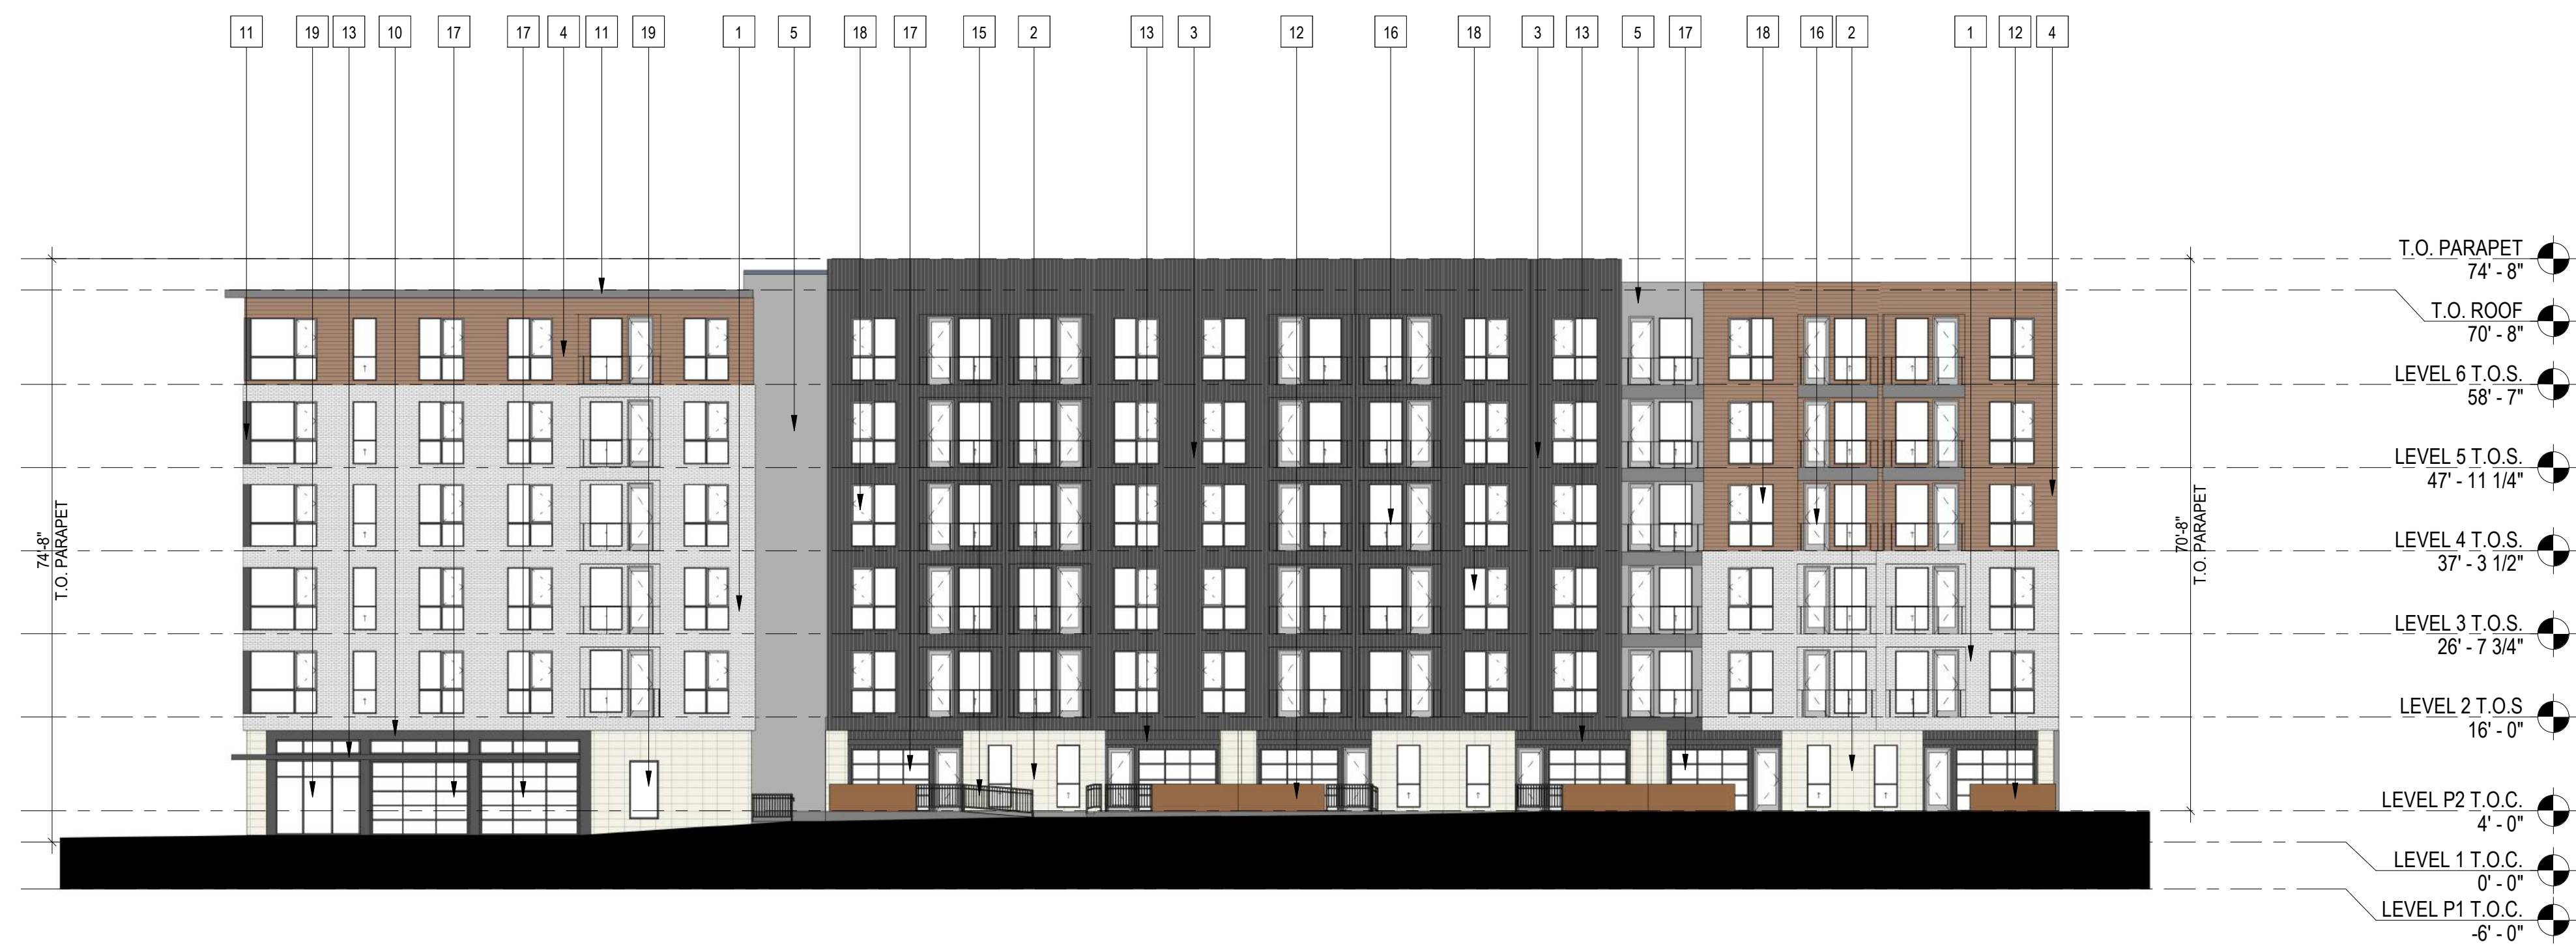 11 19 13 10 17 17 4 11 19 1 5 18 17 15 2 13 3 12 16 18 3 13 5 17 18 16 2 1 12 4
74'-8"
T.O. PARAPET
70'-8"
T.O. PARAPET
T.O. PARAPET
74' - 8"
T.O. ROOF
70' - 8"
LEVEL 6 T.O.S.
58' - 7"
LEVEL 5 T.O.S.
47' - 11 1/4"
LEVEL 4 T.O.S.
37' - 3 1/2"
LEVEL 3 T.O.S.
26' - 7 3/4"
LEVEL 2 T.O.S
16' - 0"
LEVEL P2 T.O.C.
4' - 0"
LEVEL 1 T.O.C.
0' - 0"
LEVEL P1 T.O.C.
-6' - 0"